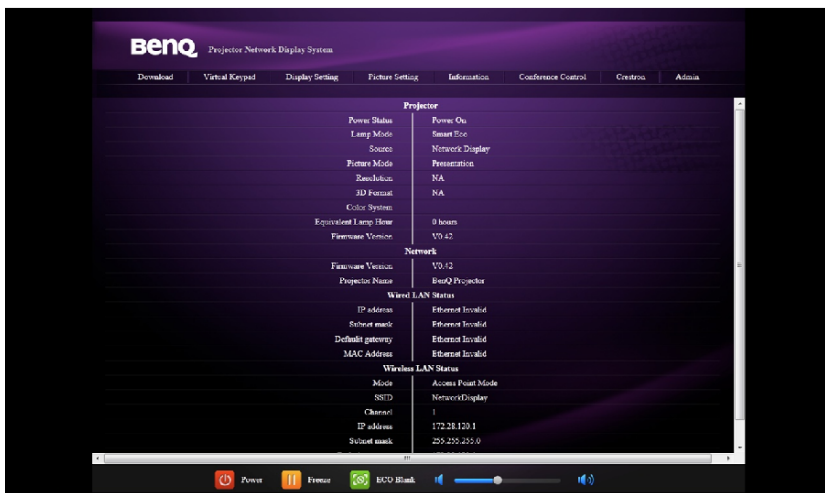 BenQ Projector Network Display System
Download Virtual Keypad Display Setting Picture Setting Information Conference Control Crestron Admin
Projector
Power Status Power On
Lamp Mode Smart Eco
Source Network Display
Picture Mode Presentation
Resolution NA
3D Format NA
Color System
Equivalent Lamp Hour 0 hours
Firmware Version V0.42
Network
Firmware Version V0.42
Projector Name BenQ Projector
Wired LAN Status
IP address Ethernet Invalid
Subnet mask Ethernet Invalid
Default gateway Ethernet Invalid
MAC Address Ethernet Invalid
Wireless LAN Status
Mode Access Point Mode
SSID NetworkDisplay
Channel 1
IP address 172.28.120.1
Subnet mask 255.255.255.0
Power Freeze ECO Blank